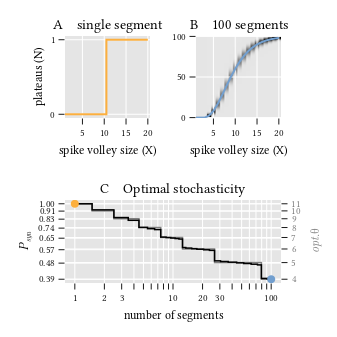 A single segment
B 100 segments
plateaus (N)
1
0
5 10 15 20
spike volley size (X)
100
50
0
5 10 15 20
spike volley size (X)
C Optimal stochasticity
P_syn
1.00
0.91
0.83
0.74
0.65
0.57
0.48
0.39
11
10
9
8
7
6
5
4
opt.θ
1 2 3 10 20 30 100
number of segments